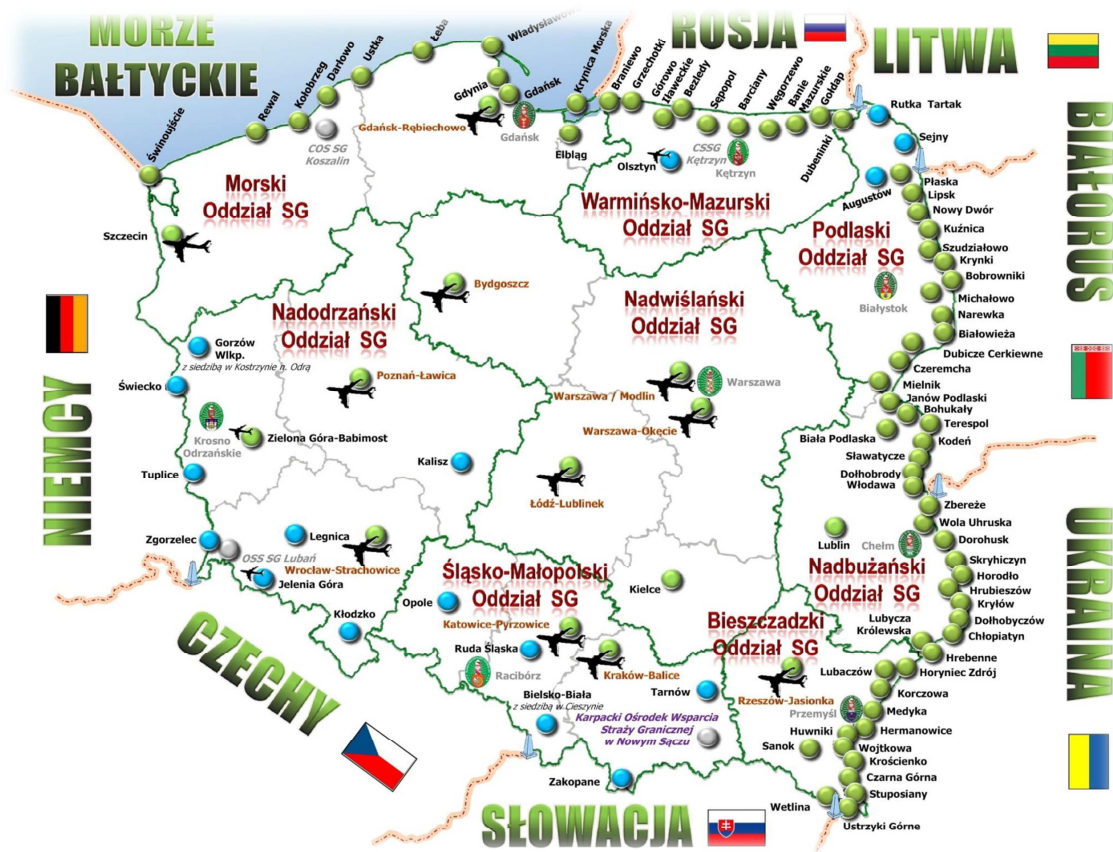 MORZE
BAŁTYCKIE
ROSJA
LITWA
BIAŁORUŚ
UKRAINA
SŁOWACJA
CZECHY
NIEMCY
Świnoujście
Rewal
Kołobrzeg
Darłowo
Ustka
Łeba
Gdynia
Gdańsk
Gdańsk-Rębiechowo
Gdańsk
COS SG
Koszalin
Krynica Morska
Elbląg
Braniewo
Grzechotki
Górowo
Iławeckie
Bezledy
Sępopol
Barciany
Węgorzewo
Banie
Mazurskie
Gołdap
Dubeninki
Olsztyn
CSSG
Kętrzyn
Kętrzyn
Rutka Tartak
Sejny
Augustów
Płaska
Lipsk
Nowy Dwór
Kuźnica
Szudziałowo
Krynki
Bobrowniki
Michałowo
Narewka
Białowieża
Dubicze Cerkiewne
Czeremcha
Mielnik
Białystok
Morski
Oddział SG
Warmińsko-Mazurski
Oddział SG
Podlaski
Oddział SG
Szczecin
Bydgoszcz
Nadodrzański
Oddział SG
Nadwiślański
Oddział SG
Gorzów
Wlkp.
z siedzibą w Kostrzynie n. Odrą
Świecko
Poznań-Ławica
Krosno
Odrzańskie
Zielona Góra-Babimost
Tuplice
Kalisz
Warszawa / Modlin
Warszawa
Warszawa-Okęcie
Łódź-Lublinek
Janów Podlaski
Bohukały
Terespol
Biała Podlaska
Kodeń
Sławatycze
Dołhobrody
Włodawa
Zbereże
Wola Uhruska
Dorohusk
Lublin
Chełm
Skryhiczyn
Horodło
Hrubieszów
Kryłów
Dołhobyczów
Chłopiatyn
Lubycza
Królewska
Hrebenne
Nadbużański
Oddział SG
Zgorzelec
OSS SG Lubań
Legnica
Wrocław-Strachowice
Jelenia Góra
Kłodzko
Śląsko-Małopolski
Oddział SG
Opole
Katowice-Pyrzowice
Ruda Śląska
Racibórz
Kielce
Kraków-Balice
Bielsko-Biała
z siedzibą w Cieszynie
Tarnów
Karpacki Ośrodek Wsparcia
Straży Granicznej
w Nowym Sączu
Zakopane
Bieszczadzki
Oddział SG
Rzeszów-Jasionka
Lubaczów
Horyniec Zdrój
Korczowa
Przemyśl
Medyka
Huwniki
Hermanowice
Sanok
Wojtkowa
Krościenko
Czarna Górna
Stuposiany
Wetlina
Ustrzyki Górne